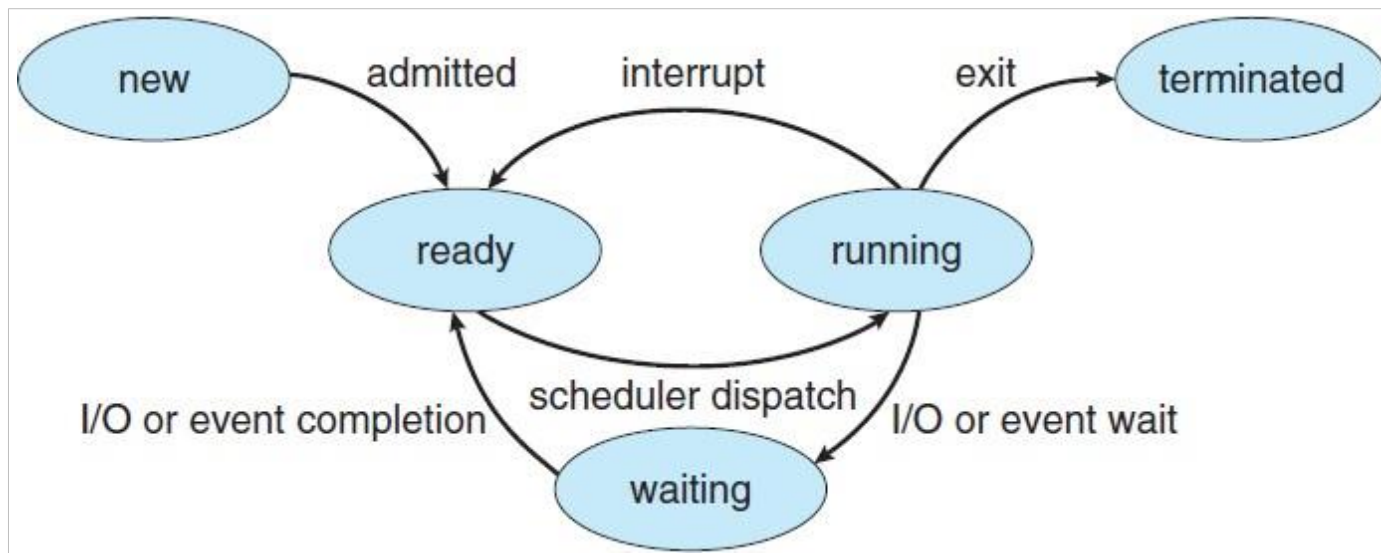 new
admitted
interrupt
exit
terminated
ready
running
scheduler dispatch
I/O or event completion
I/O or event wait
waiting